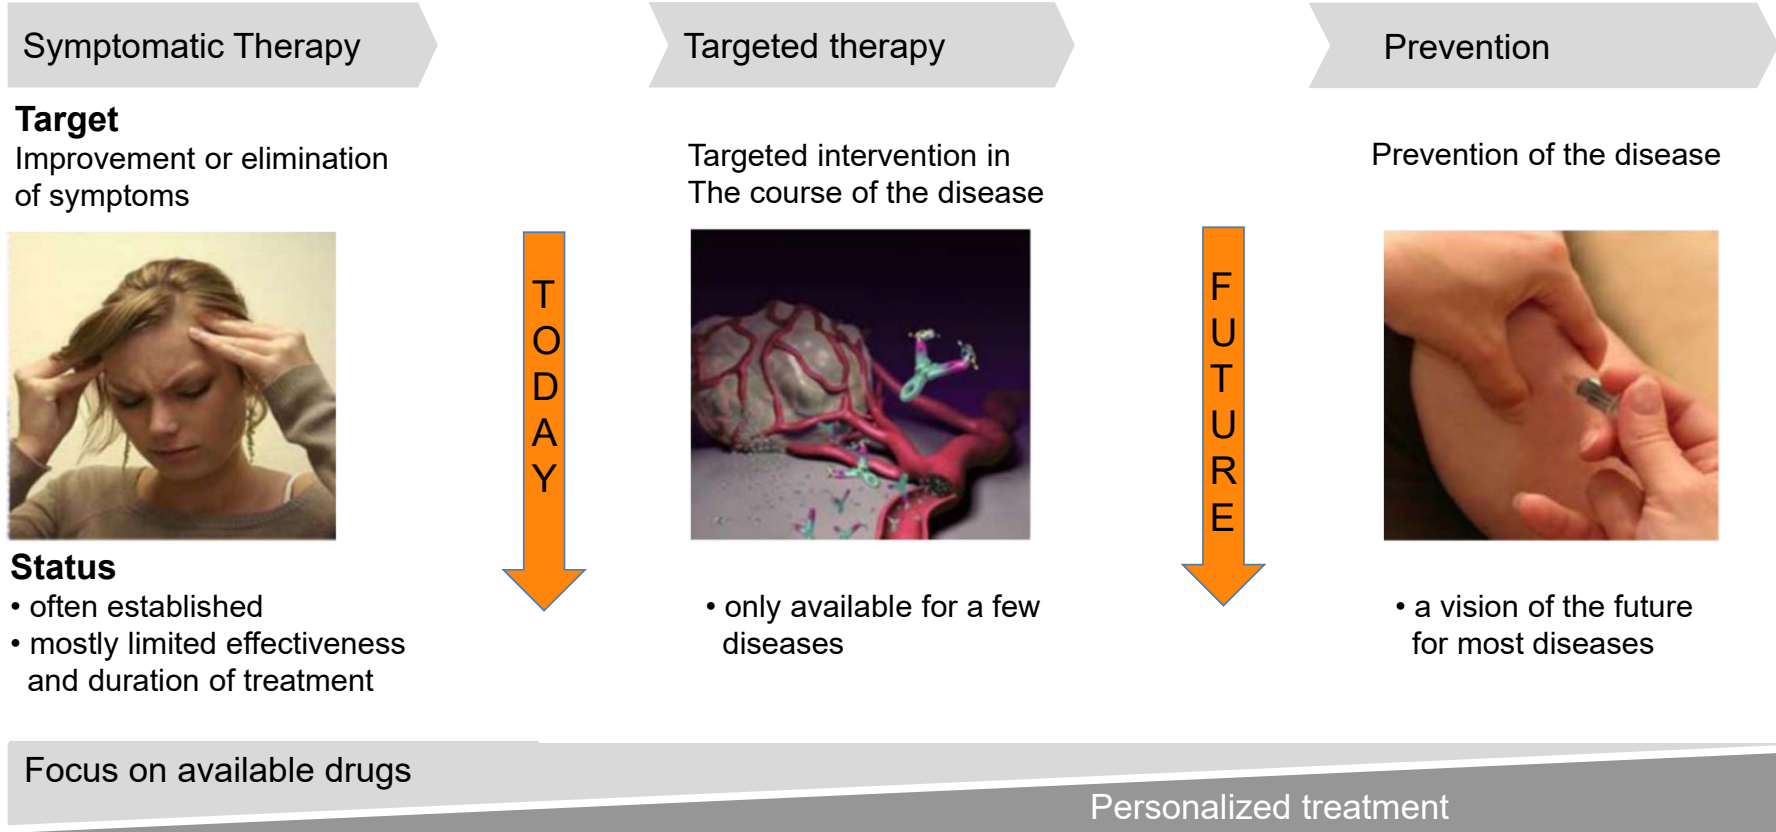 Symptomatic Therapy
Targeted therapy
Prevention
Target
Improvement or elimination
of symptoms
Targeted intervention in
The course of the disease
Prevention of the disease
TODAY
FUTURE
Status
• often established
• mostly limited effectiveness
and duration of treatment
• only available for a few
diseases
• a vision of the future
for most diseases
Focus on available drugs
Personalized treatment